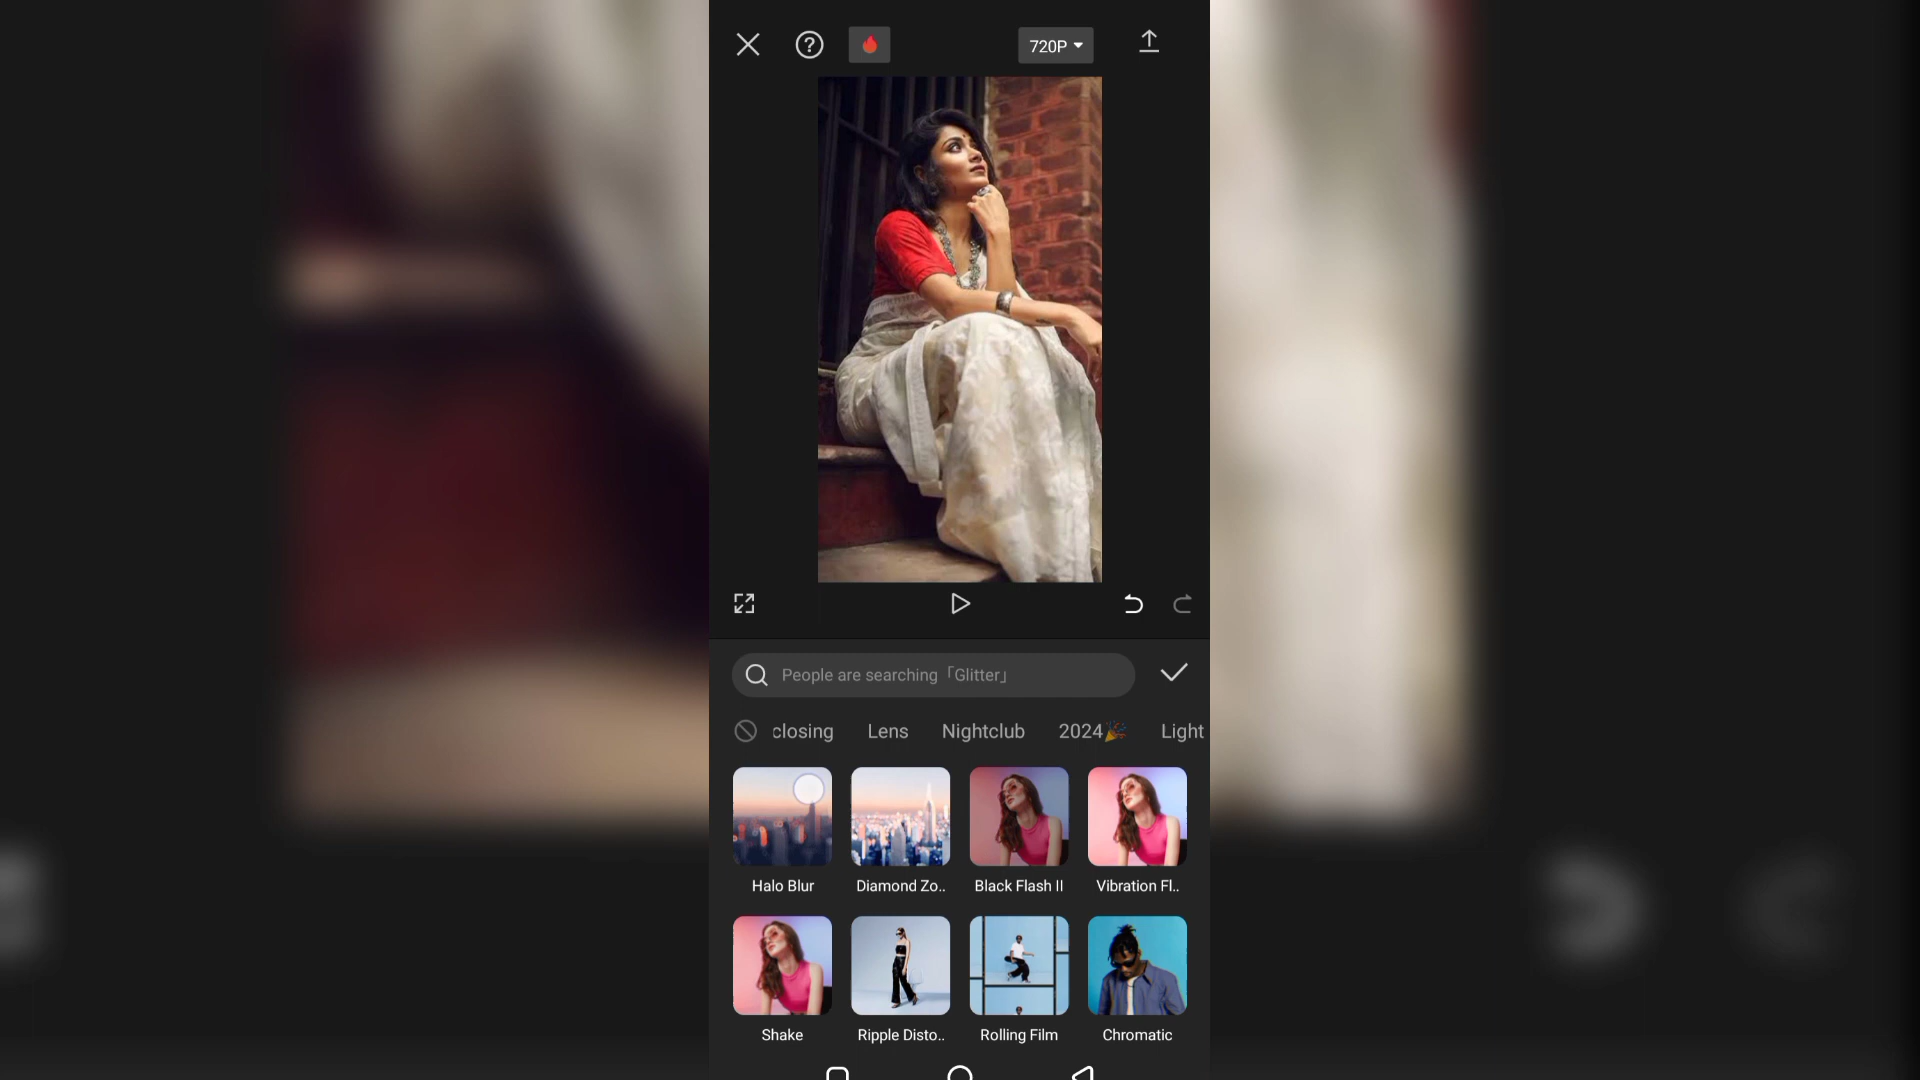 720P
People are searching「Glitter」
closing Lens Nightclub 2024🎉 Light
Halo Blur Diamond Zo.. Black Flash II Vibration Fl..
Shake Ripple Disto.. Rolling Film Chromatic